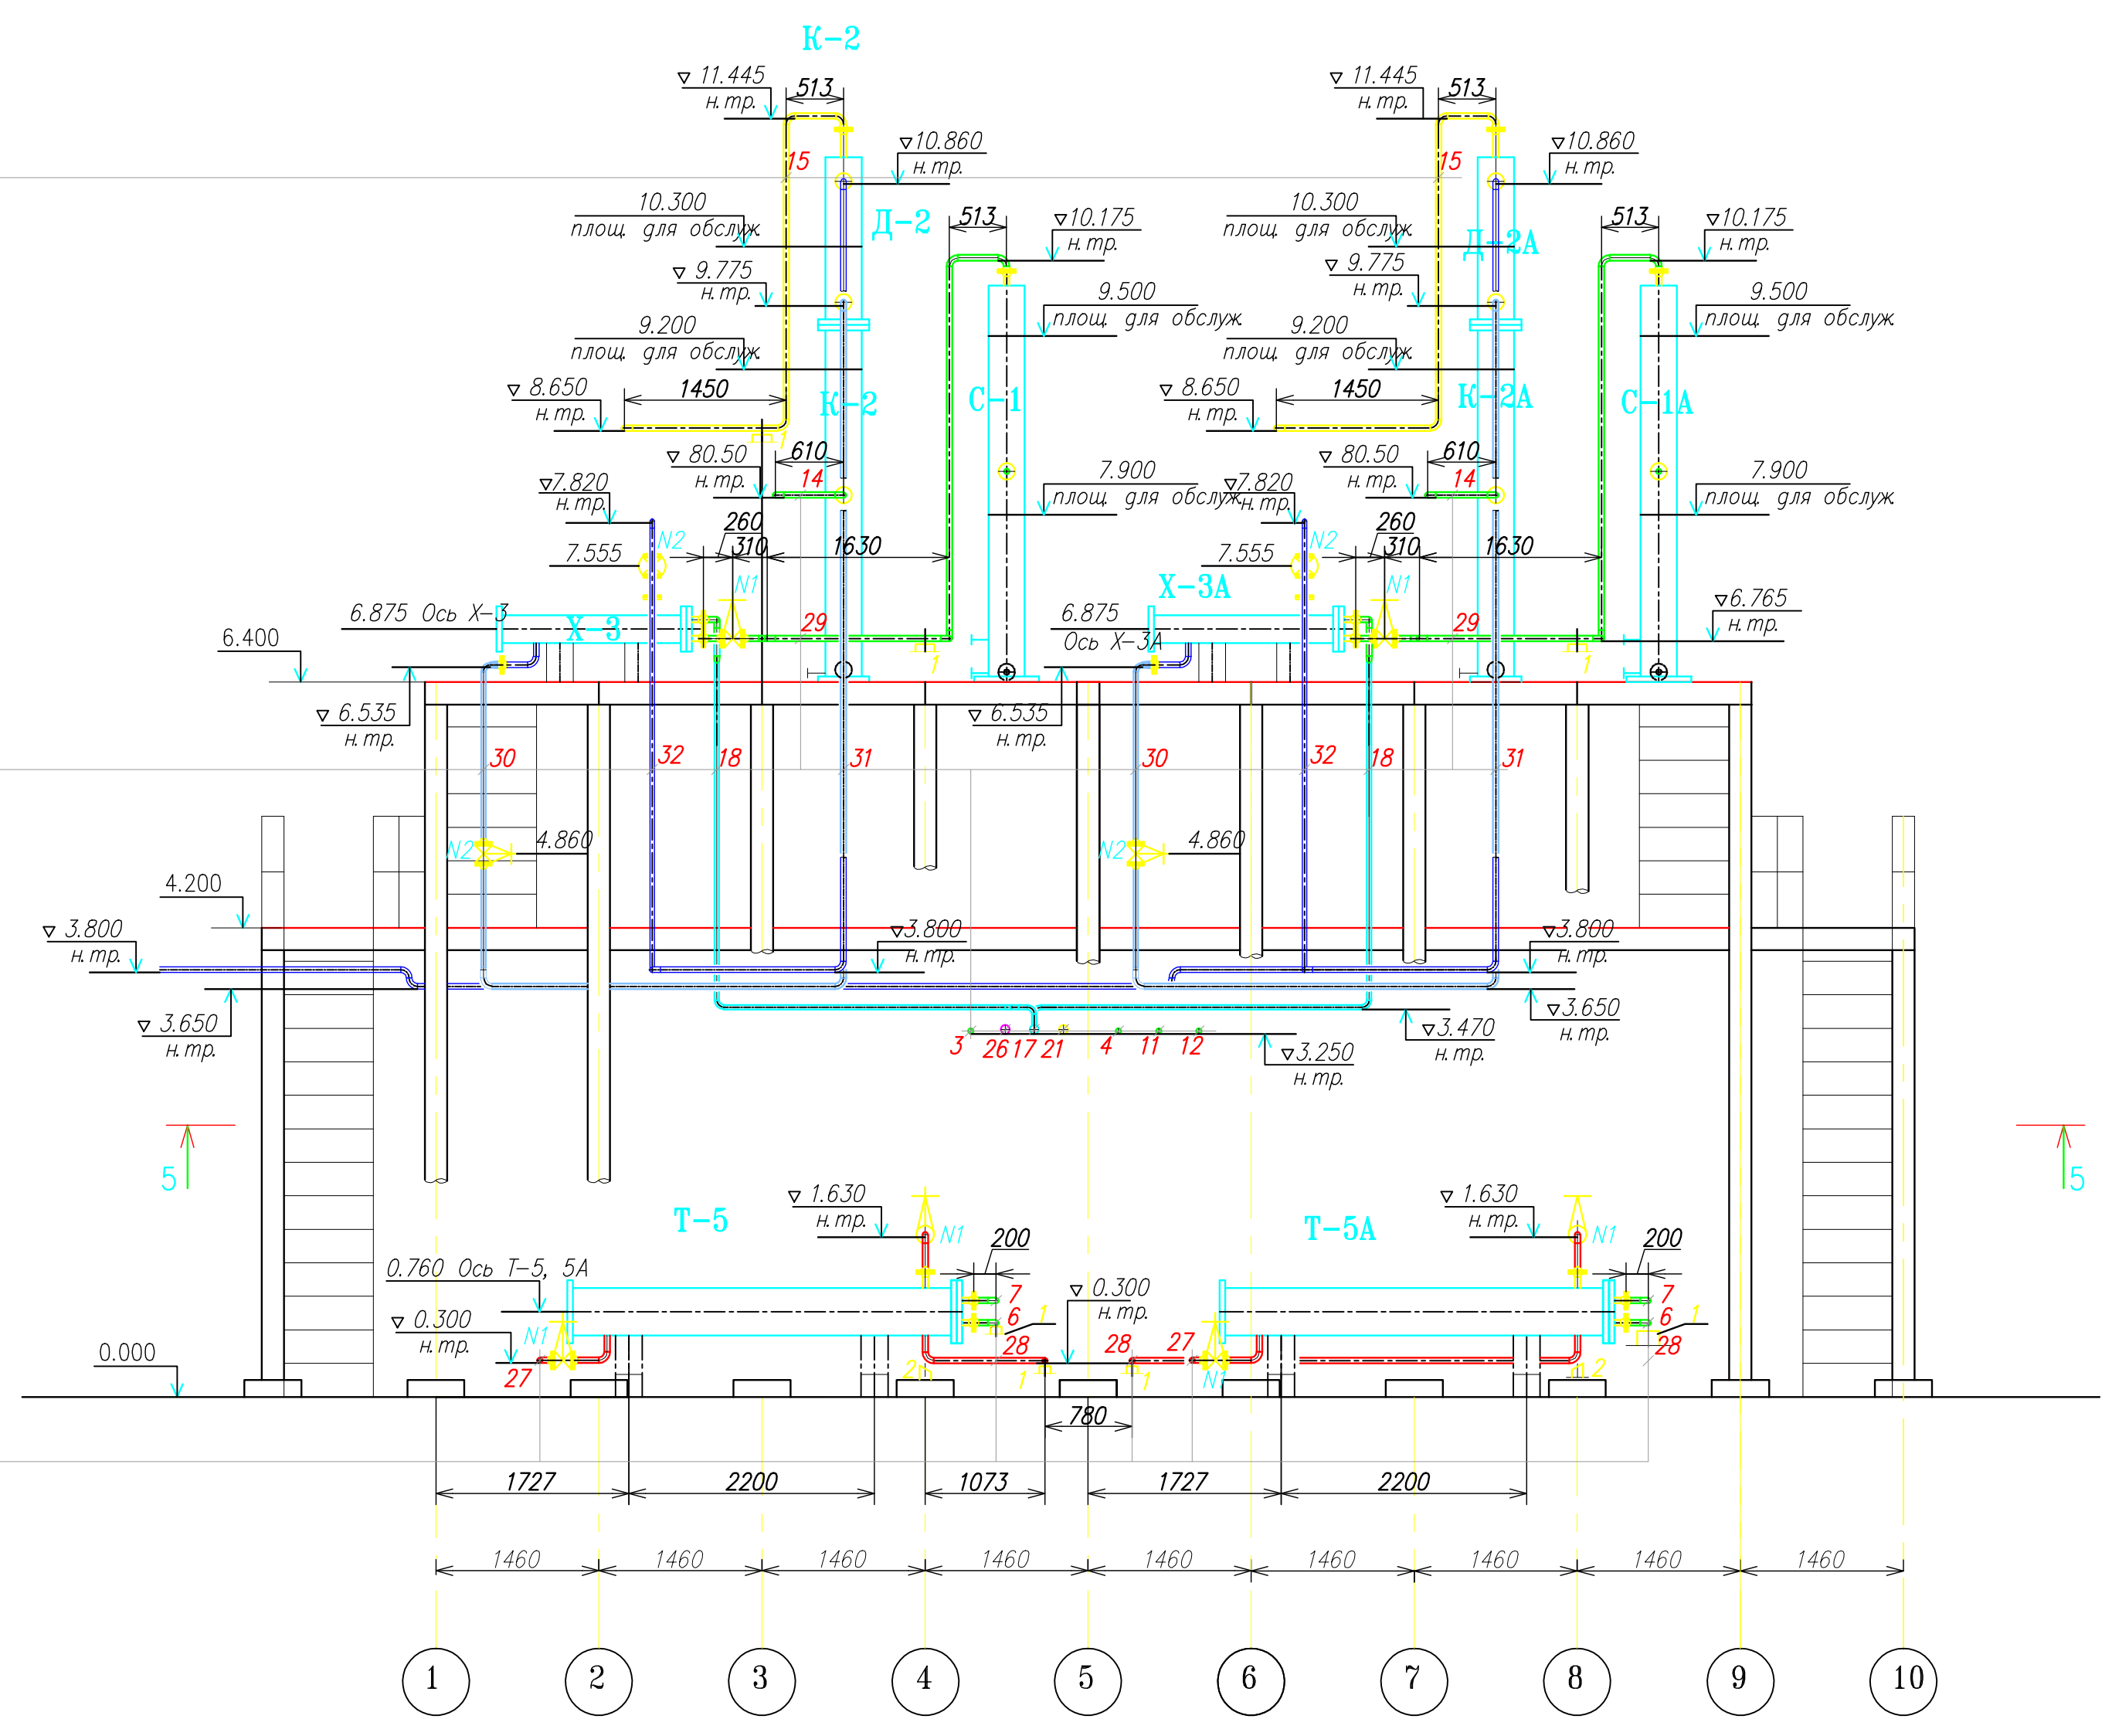 К-2
11.445
н.тр.
513
11.445
н.тр.
513
10.860
н.тр.
10.860
н.тр.
15
15
10.300
площ. для обслуж.
Д-2
513
10.175
н.тр.
10.300
площ. для обслуж.
Д-2А
513
10.175
н.тр.
9.775
н.тр.
9.775
н.тр.
9.500
площ. для обслуж.
9.500
площ. для обслуж.
9.200
площ. для обслуж.
9.200
площ. для обслуж.
8.650
н.тр.
1450
К-2
С-1
8.650
н.тр.
1450
К-2А
С-1А
1
80.50
н.тр.
610
14
80.50
н.тр.
610
14
7.900
площ. для обслуж.
7.900
площ. для обслуж.
7.820
н.тр.
7.820
н.тр.
260
310
1630
260
310
1630
7.555
N2
N1
7.555
N2
N1
Х-3А
6.875 Ось Х-3
Х-3
29
6.875
Ось Х-3А
29
6.765
н.тр.
6.400
1
1
6.535
н.тр.
6.535
н.тр.
30
32
18
31
30
32
18
31
N2
4.860
N2
4.860
4.200
3.800
н.тр.
3.800
н.тр.
3.800
н.тр.
3.650
н.тр.
3.650
н.тр.
3.470
н.тр.
3
26
17
21
4
11
12
3.250
н.тр.
5
5
Т-5
1.630
н.тр.
N1
200
Т-5А
1.630
н.тр.
N1
200
0.760 Ось Т-5, 5А
0.300
н.тр.
N1
7
6
28
1
0.300
н.тр.
7
6
28
1
0.000
27
2
1
28
1
27
N1
2
780
1727
2200
1073
1727
2200
1460
1460
1460
1460
1460
1460
1460
1460
1460
1
2
3
4
5
6
7
8
9
10